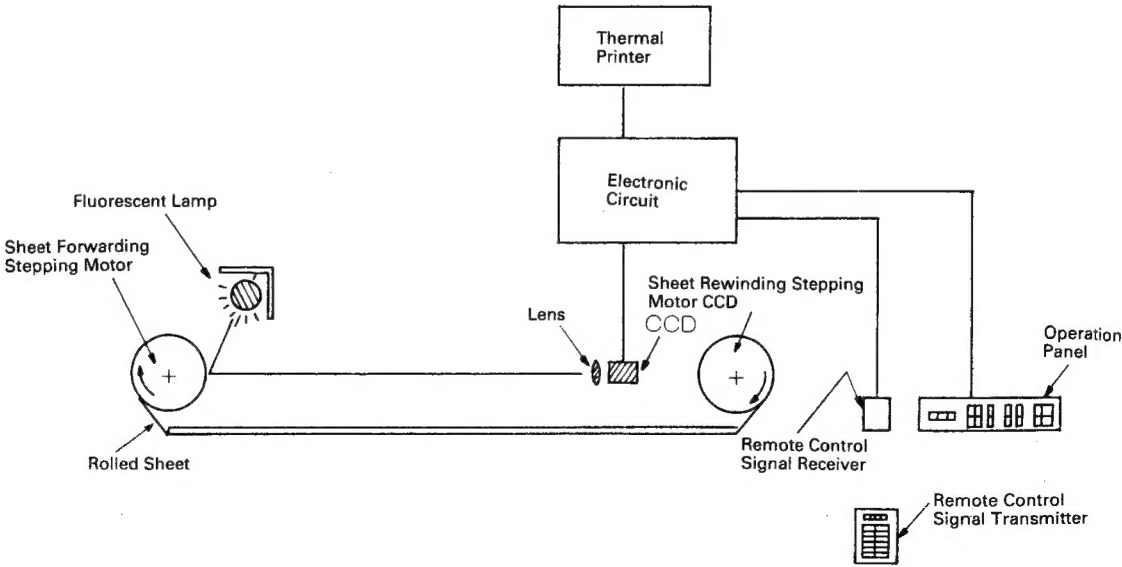 Thermal
Printer
Electronic
Circuit
Fluorescent Lamp
Sheet Forwarding
Stepping Motor
Sheet Rewinding Stepping
Motor CCD
CCD
Lens
Operation
Panel
Rolled Sheet
Remote Control
Signal Receiver
Remote Control
Signal Transmitter